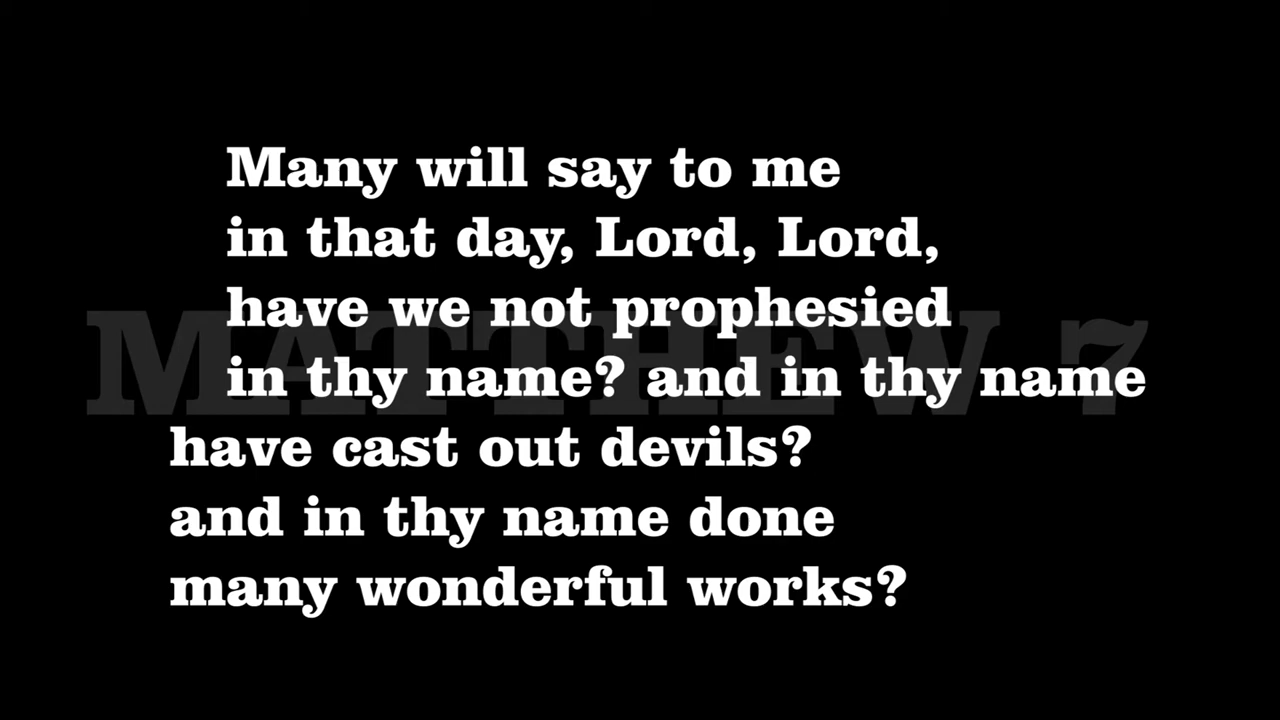 Many will say to me
in that day, Lord, Lord,
have we not prophesied
in thy name? and in thy name
have cast out devils?
and in thy name done
many wonderful works?
MATTHEW 7